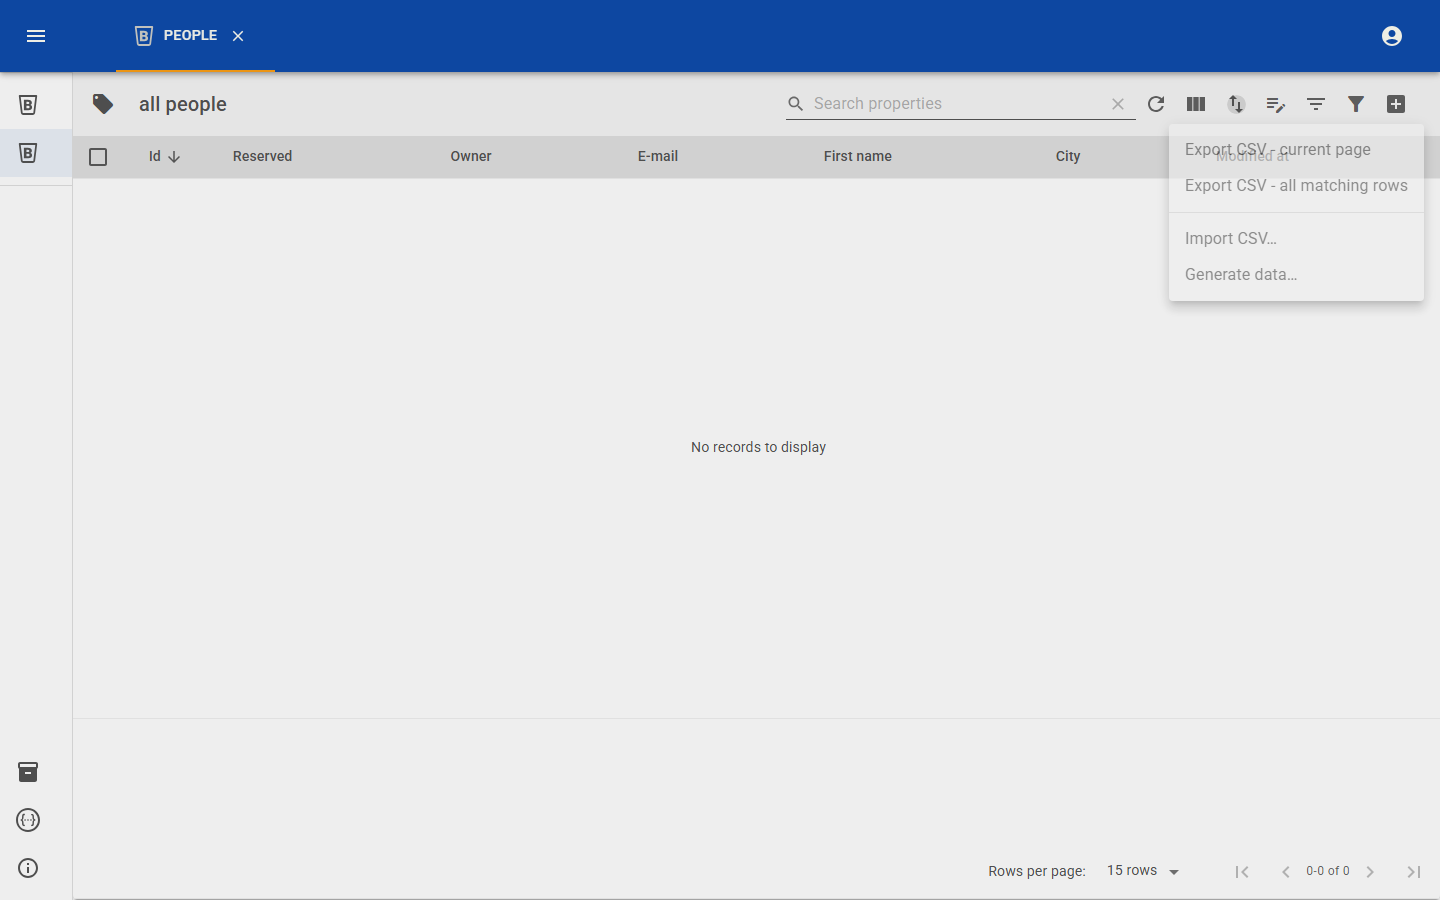 PEOPLE
all people
Search properties
Id
Reserved
Owner
E-mail
First name
City
Modified at
Export CSV - current page
Export CSV - all matching rows
Import CSV...
Generate data...
No records to display
Rows per page:
15 rows
0-0 of 0